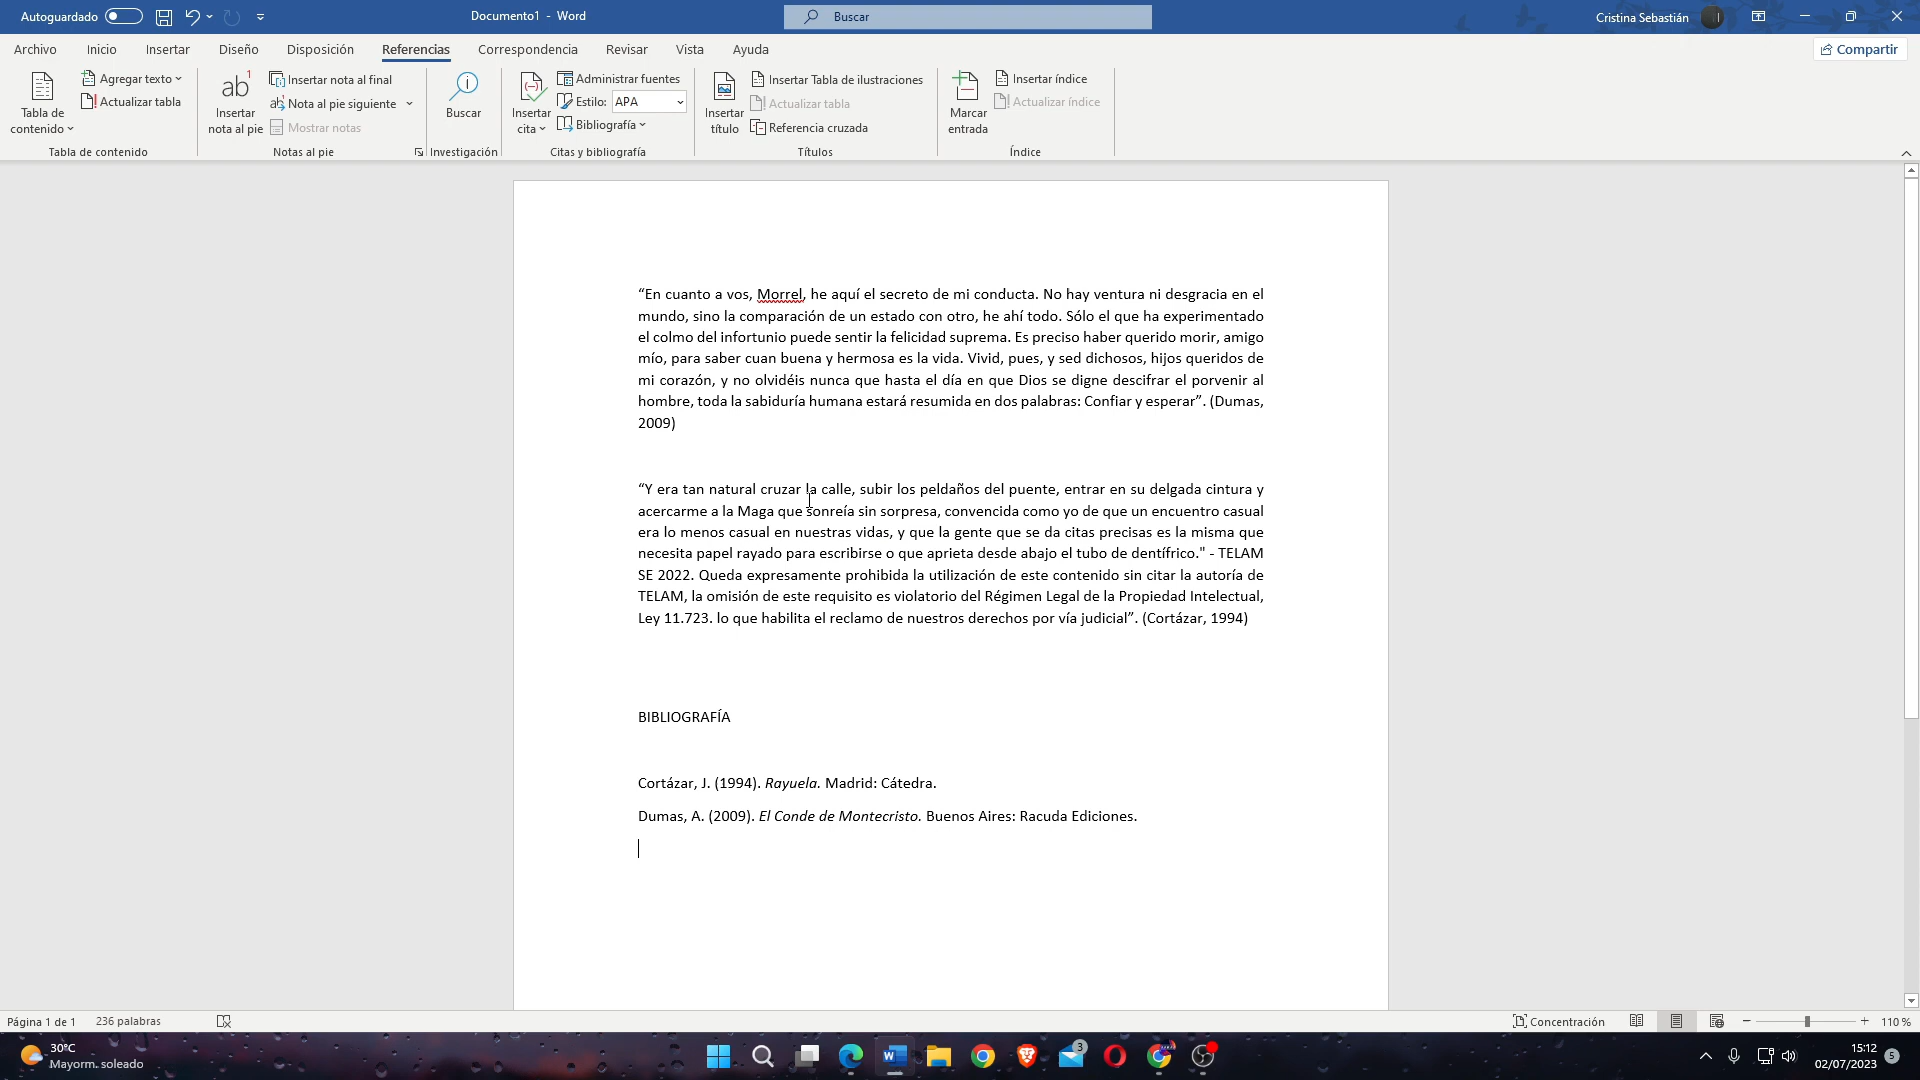 Autoguardado
Documento1 - Word
Buscar
Cristina Sebastián
Archivo Inicio Insertar Diseño Disposición Referencias Correspondencia Revisar Vista Ayuda
Compartir
Tabla de
contenido
Agregar texto
Actualizar tabla
Tabla de contenido
ab 1
Insertar
nota al pie
Insertar nota al final
Nota al pie siguiente
Mostrar notas
Notas al pie
Buscar
Investigación
Insertar
cita
Administrar fuentes
Estilo: APA
Bibliografía
Citas y bibliografía
Insertar
título
Insertar Tabla de ilustraciones
Actualizar tabla
Referencia cruzada
Títulos
Marcar
entrada
Insertar índice
Actualizar índice
Índice
“En cuanto a vos, Morrel, he aquí el secreto de mi conducta. No hay ventura ni desgracia en el
mundo, sino la comparación de un estado con otro, he ahí todo. Sólo el que ha experimentado
el colmo del infortunio puede sentir la felicidad suprema. Es preciso haber querido morir, amigo
mío, para saber cuan buena y hermosa es la vida. Vivid, pues, y sed dichosos, hijos queridos de
mi corazón, y no olvidéis nunca que hasta el día en que Dios se digne descifrar el porvenir al
hombre, toda la sabiduría humana estará resumida en dos palabras: Confiar y esperar”. (Dumas,
2009)
“Y era tan natural cruzar la calle, subir los peldaños del puente, entrar en su delgada cintura y
acercarme a la Maga que sonreía sin sorpresa, convencida como yo de que un encuentro casual
era lo menos casual en nuestras vidas, y que la gente que se da citas precisas es la misma que
necesita papel rayado para escribirse o que aprieta desde abajo el tubo de dentífrico." - TELAM
SE 2022. Queda expresamente prohibida la utilización de este contenido sin citar la autoría de
TELAM, la omisión de este requisito es violatorio del Régimen Legal de la Propiedad Intelectual,
Ley 11.723. lo que habilita el reclamo de nuestros derechos por vía judicial”. (Cortázar, 1994)
BIBLIOGRAFÍA
Cortázar, J. (1994). Rayuela. Madrid: Cátedra.
Dumas, A. (2009). El Conde de Montecristo. Buenos Aires: Racuda Ediciones.
Página 1 de 1 236 palabras
Concentración
110 %
30°C
Mayorm. soleado
3
15:12
02/07/2023
5